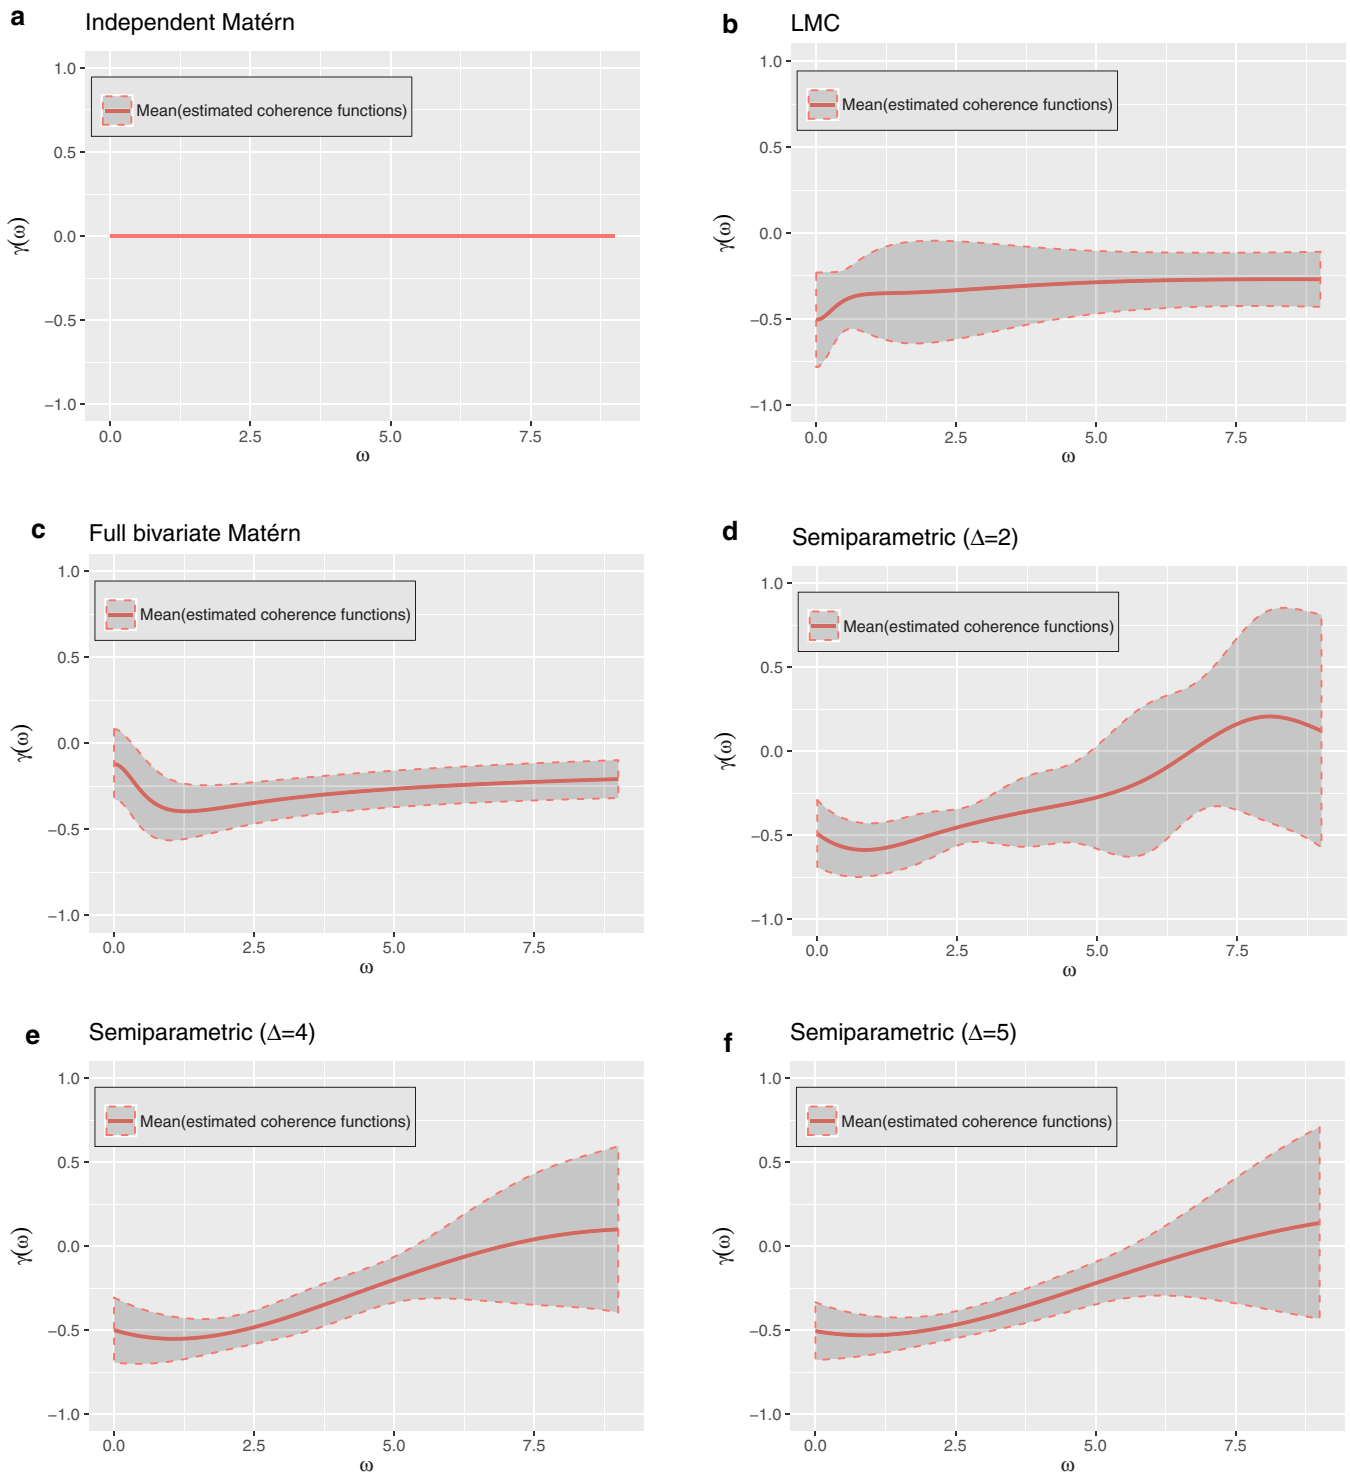 a Independent Matérn
1.0
Mean(estimated coherence functions)
0.5
0.0
−0.5
−1.0
γ(ω)
0.0 2.5 5.0 7.5
ω
b LMC
1.0
Mean(estimated coherence functions)
0.5
0.0
−0.5
−1.0
γ(ω)
0.0 2.5 5.0 7.5
ω
c Full bivariate Matérn
1.0
Mean(estimated coherence functions)
0.5
0.0
−0.5
−1.0
γ(ω)
0.0 2.5 5.0 7.5
ω
d Semiparametric (Δ=2)
1.0
Mean(estimated coherence functions)
0.5
0.0
−0.5
−1.0
γ(ω)
0.0 2.5 5.0 7.5
ω
e Semiparametric (Δ=4)
1.0
Mean(estimated coherence functions)
0.5
0.0
−0.5
−1.0
γ(ω)
0.0 2.5 5.0 7.5
ω
f Semiparametric (Δ=5)
1.0
Mean(estimated coherence functions)
0.5
0.0
−0.5
−1.0
γ(ω)
0.0 2.5 5.0 7.5
ω